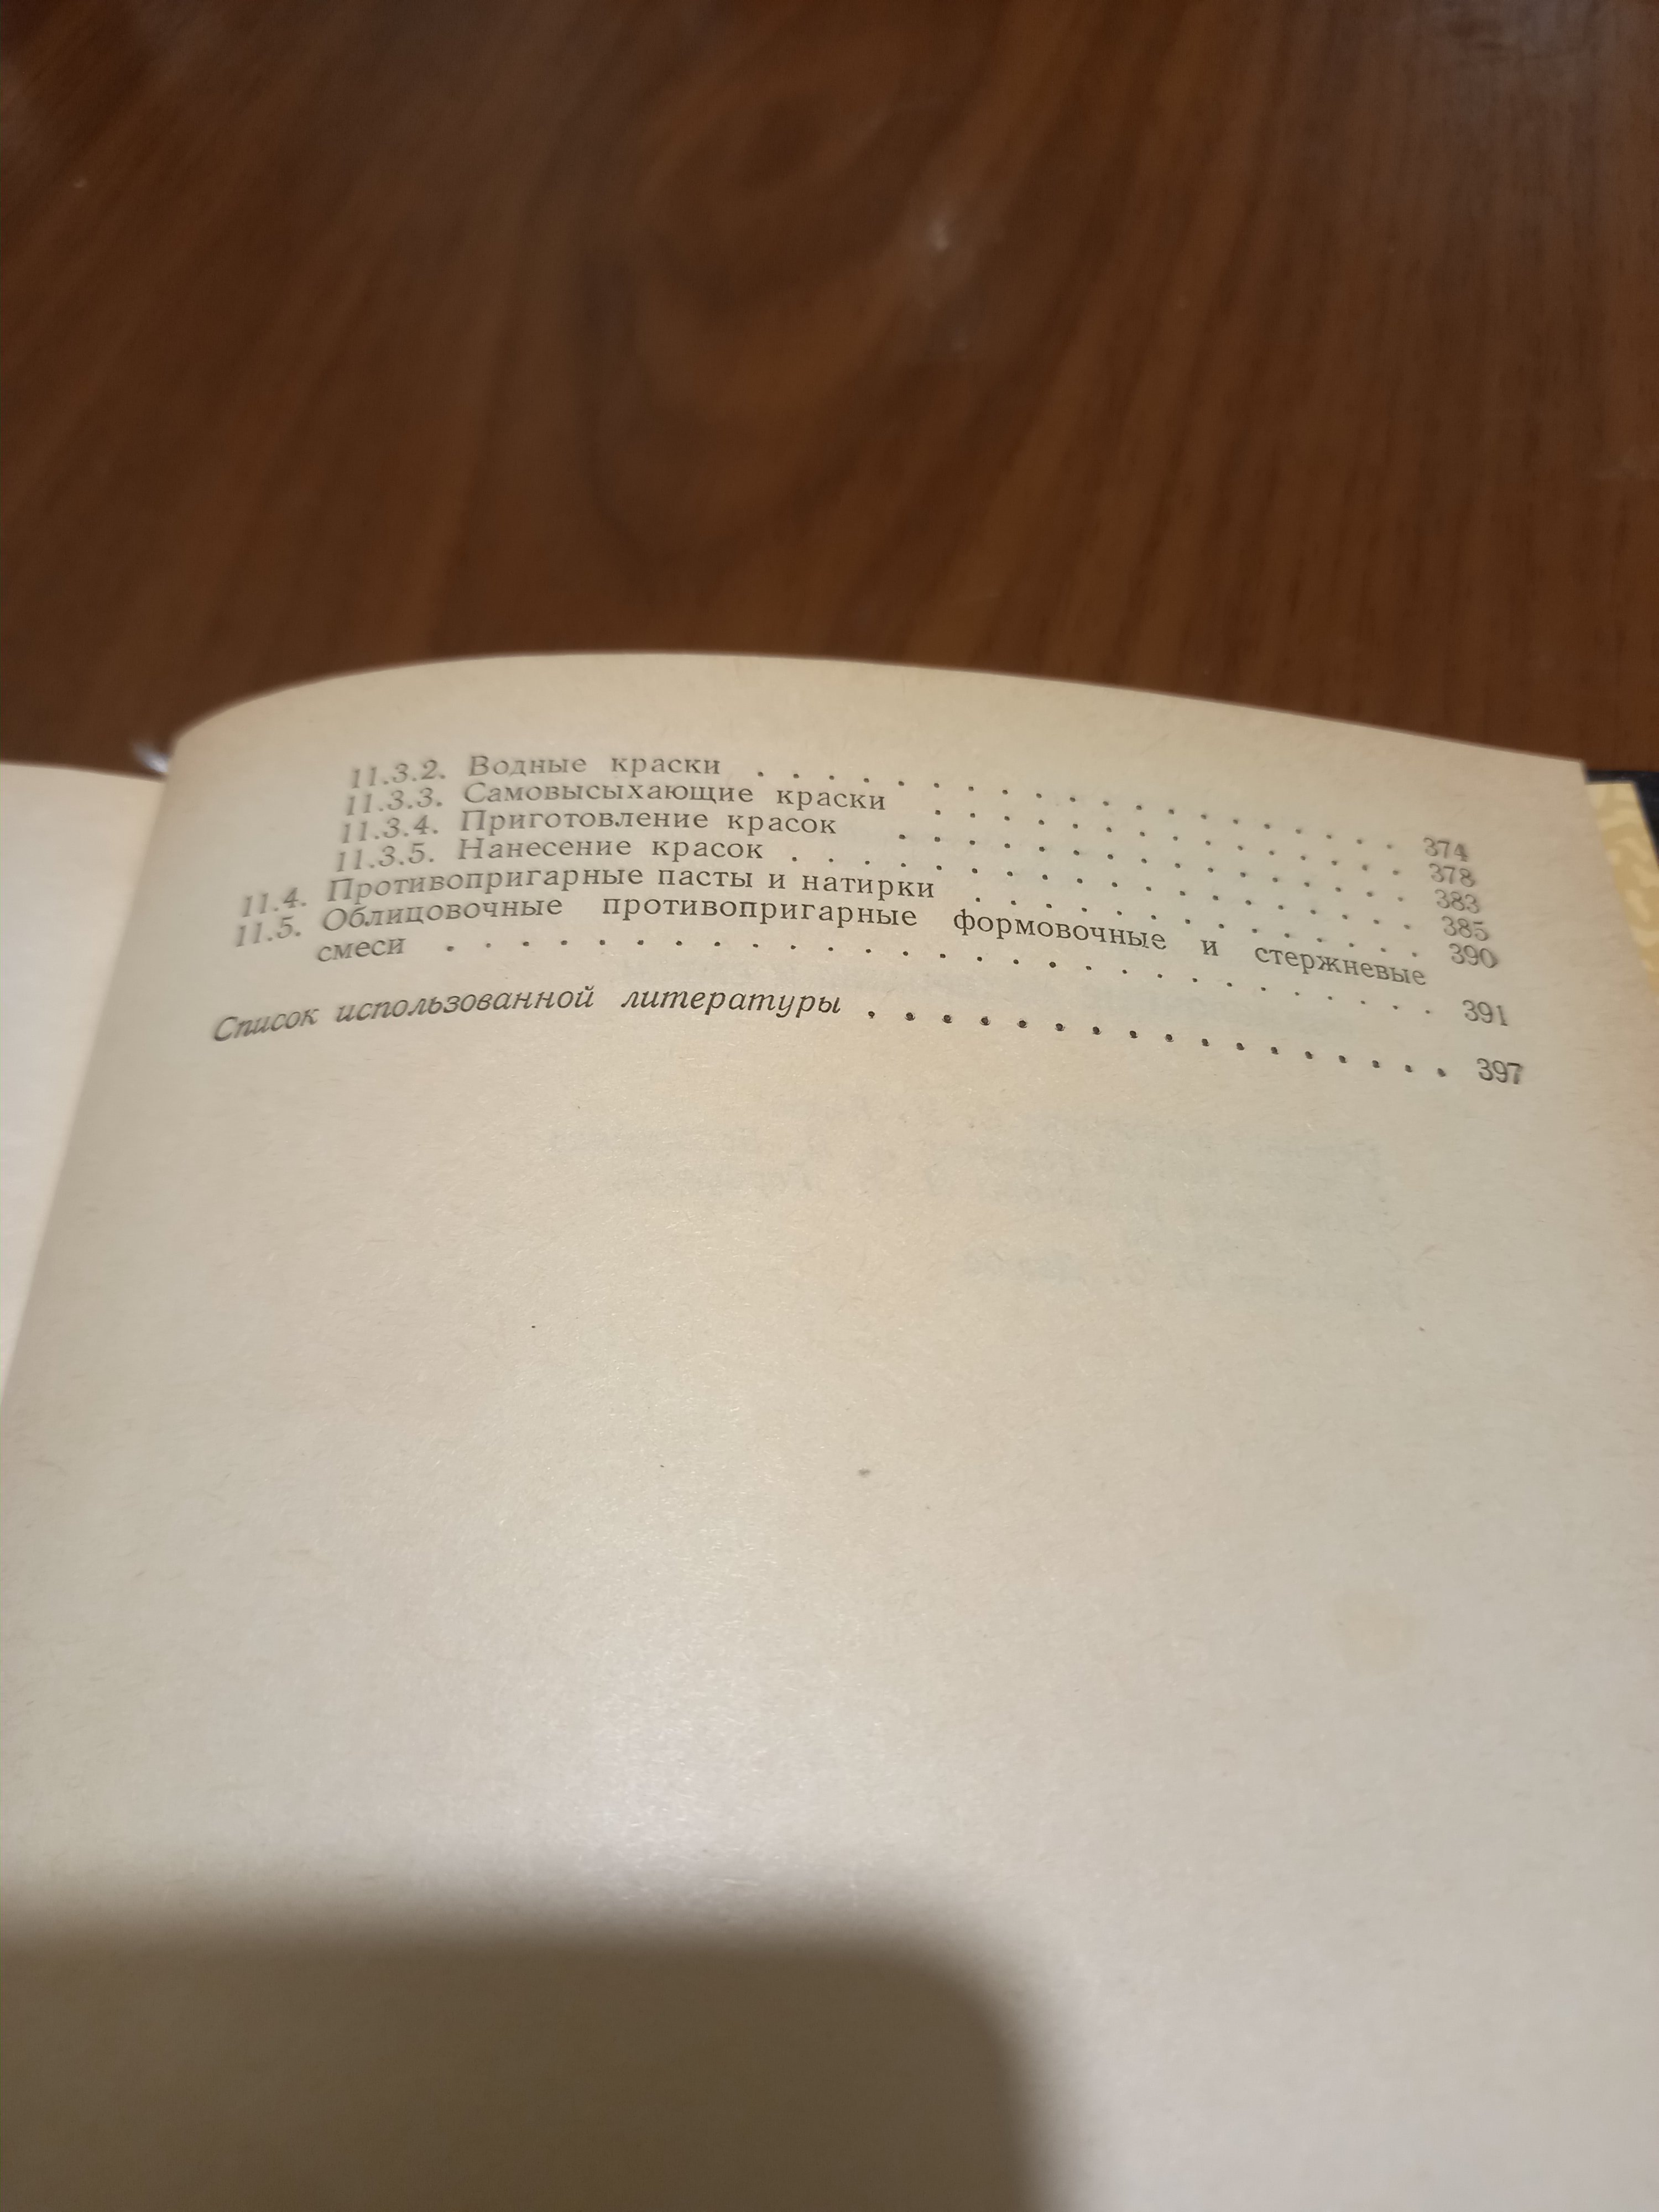 11.3.2. Водные краски . . . . . . . . . . . . . . . . . . 374
11.3.3. Самовысыхающие краски . . . . . . . . . . . . . . 378
11.3.4. Приготовление красок . . . . . . . . . . . . . . . 383
11.3.5. Нанесение красок . . . . . . . . . . . . . . . . . . 385
11.4. Противопригарные пасты и натирки . . . . . . . . . . . . . 390
11.5. Облицовочные противопригарные формовочные и стержневые
смеси . . . . . . . . . . . . . . . . . . . . . . . . . . . 391
Список использованной литературы . . . . . . . . . . . . . . . . 397